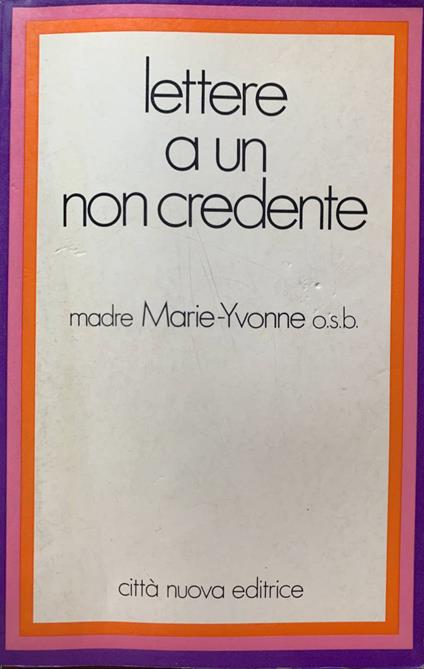 lettere
a un
non credente
madre Marie-Yvonne o.s.b.
città nuova editrice